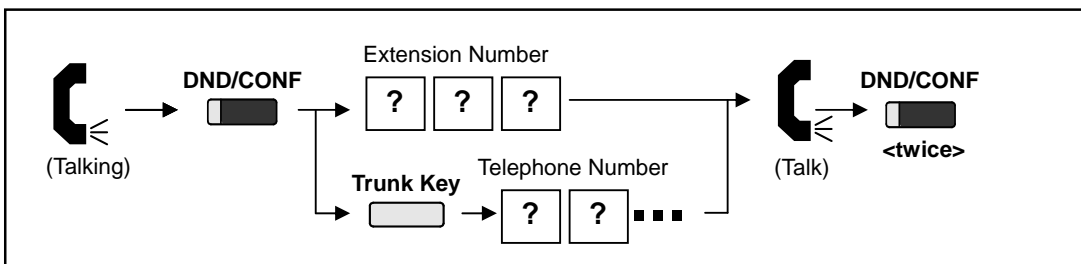 Extension Number
DND/CONF
? ? ?
(Talking)
Trunk Key
Telephone Number
? ?
(Talk)
DND/CONF
<twice>